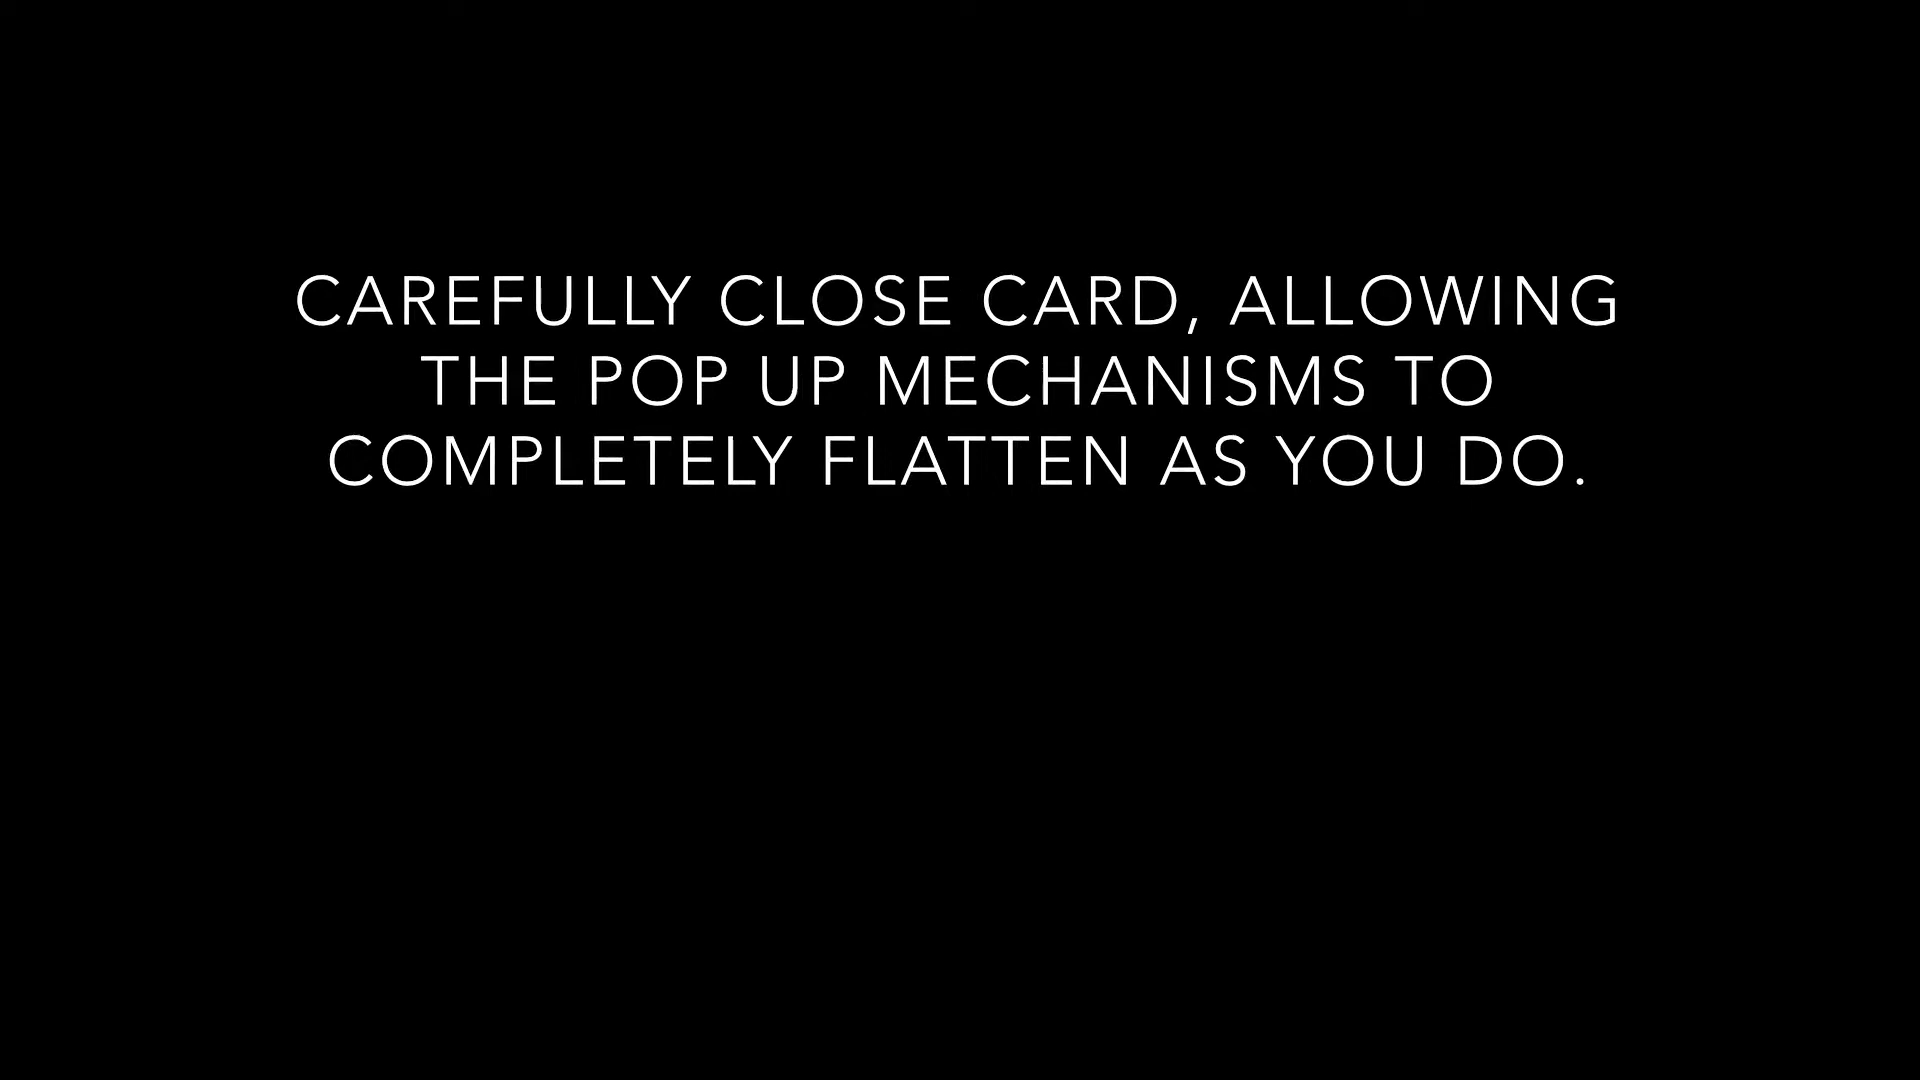 CAREFULLY CLOSE CARD, ALLOWING
THE POP UP MECHANISMS TO
COMPLETELY FLATTEN AS YOU DO.